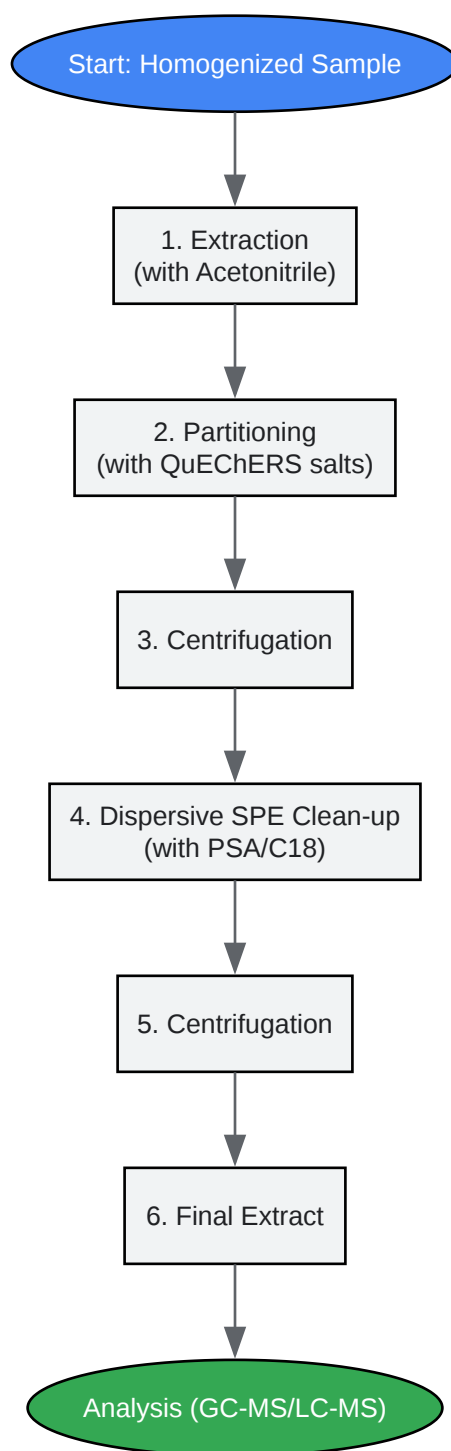 Start: Homogenized Sample
1. Extraction
(with Acetonitrile)
2. Partitioning
(with QuEChERS salts)
3. Centrifugation
4. Dispersive SPE Clean-up
(with PSA/C18)
5. Centrifugation
6. Final Extract
Analysis (GC-MS/LC-MS)